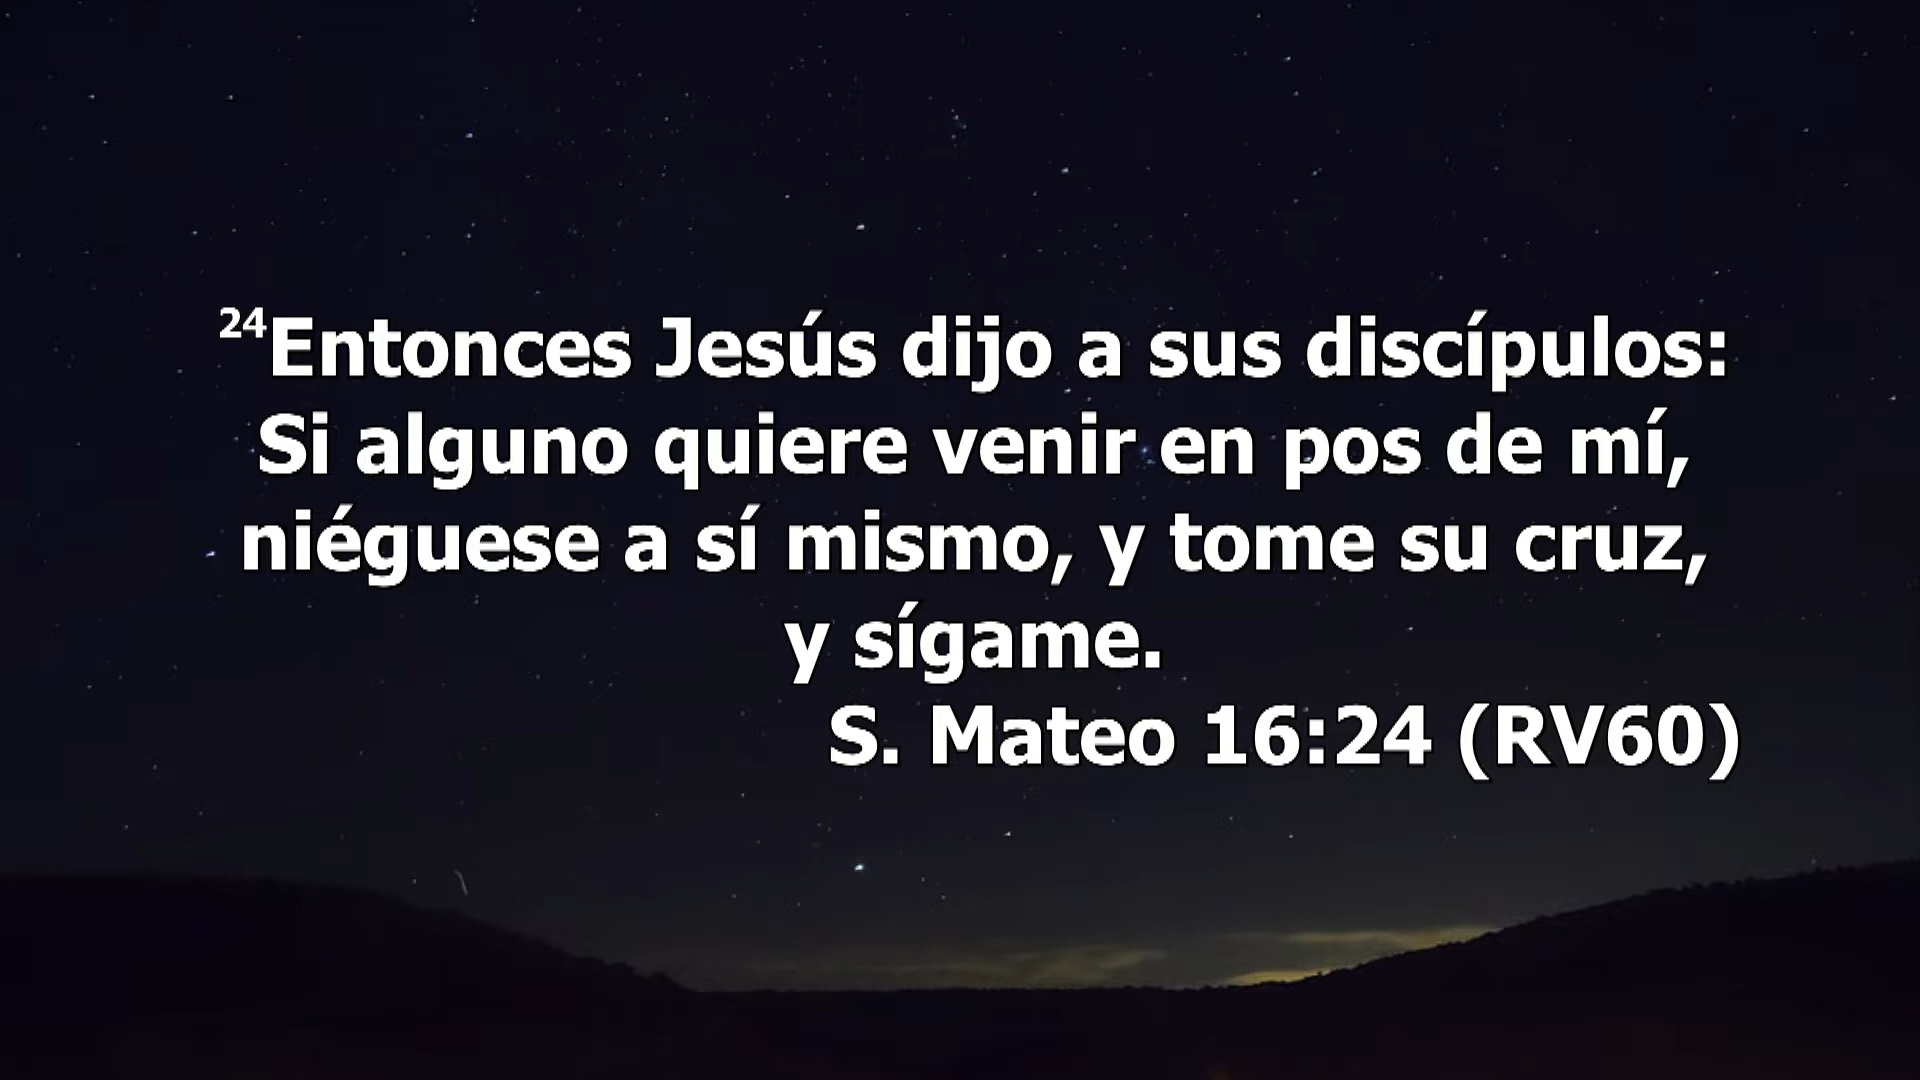 24Entonces Jesús dijo a sus discípulos:
Si alguno quiere venir en pos de mí,
niéguese a sí mismo, y tome su cruz,
y sígame.
S. Mateo 16:24 (RV60)